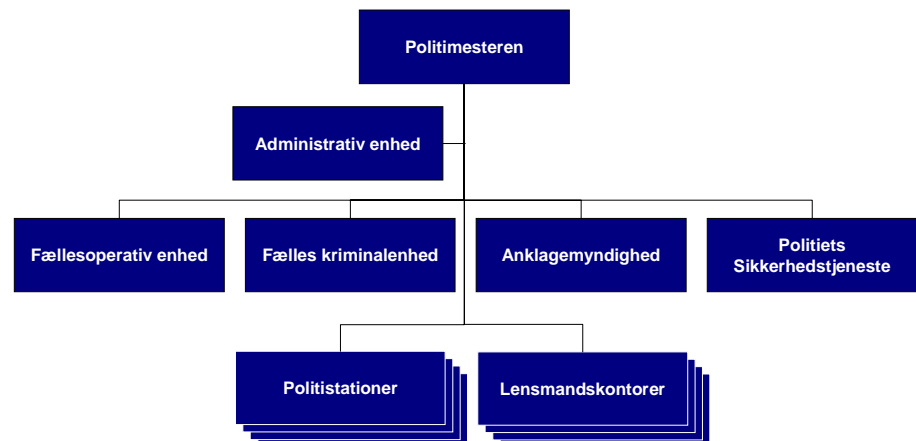 Politimesteren
Administrativ enhed
Fællesoperativ enhed
Fælles kriminalenhed
Anklagemyndighed
Politiets
Sikkerhedstjeneste
Politistationer
Lensmandskontorer